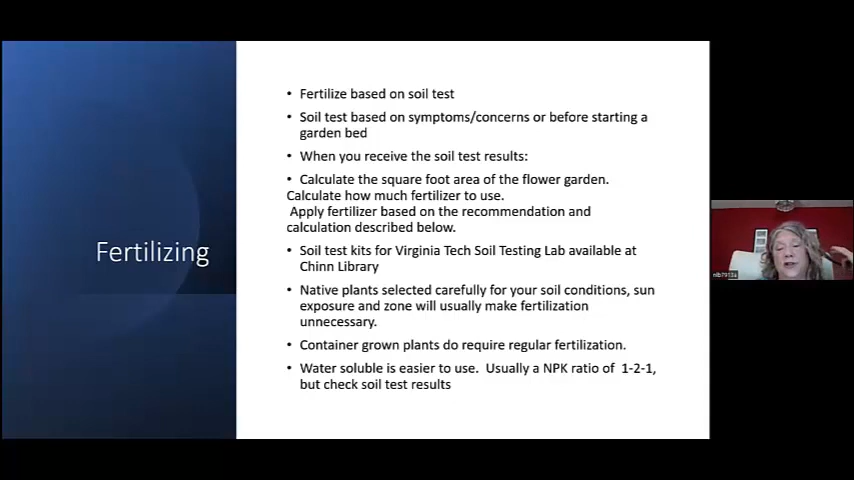 Fertilizing
• Fertilize based on soil test
• Soil test based on symptoms/concerns or before starting a
garden bed
• When you receive the soil test results:
• Calculate the square foot area of the flower garden.
Calculate how much fertilizer to use.
Apply fertilizer based on the recommendation and
calculation described below.
• Soil test kits for Virginia Tech Soil Testing Lab available at
Chinn Library
• Native plants selected carefully for your soil conditions, sun
exposure and zone will usually make fertilization
unnecessary.
• Container grown plants do require regular fertilization.
• Water soluble is easier to use. Usually a NPK ratio of 1-2-1,
but check soil test results